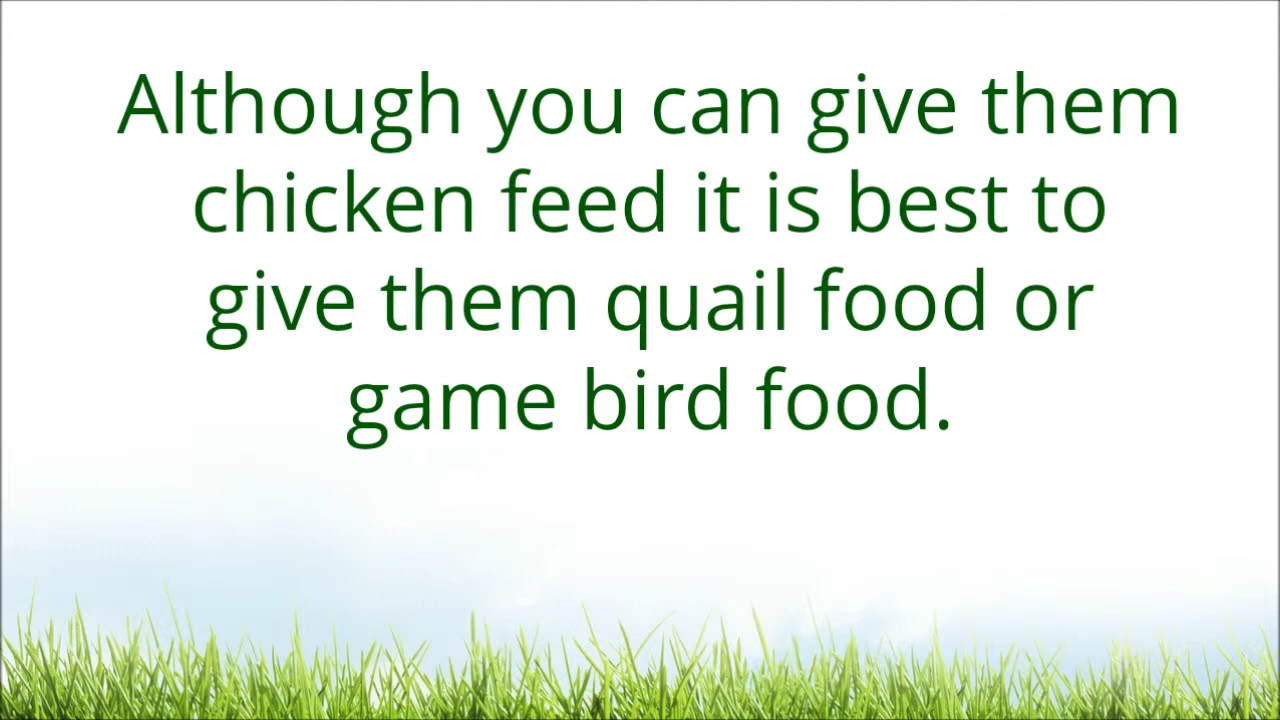 Although you can give them
chicken feed it is best to
give them quail food or
game bird food.